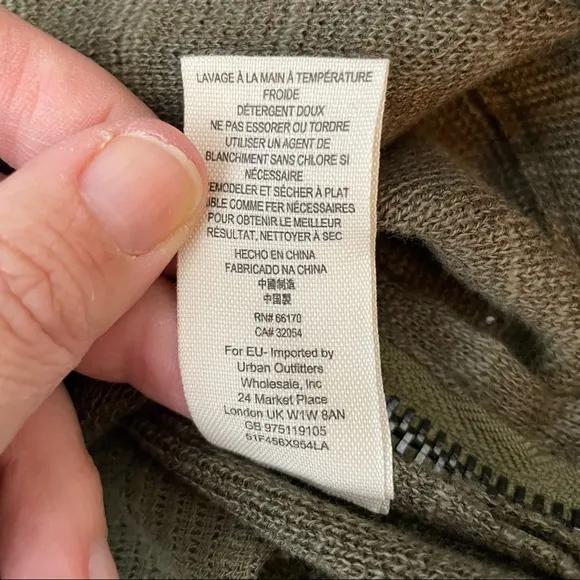 LAVAGE À LA MAIN À TEMPÉRATURE
FROIDE
DÉTERGENT DOUX
NE PAS ESSORER OU TORDRE
UTILISER UN AGENT DE
BLANCHIMENT SANS CHLORE SI
NÉCESSAIRE
ET SÉCHER À PLAT
COMME FER NÉCESSAIRES
POUR OBTENIR LE MEILLEUR
RÉSULTAT, NETTOYER À SEC
HECHO EN CHINA
FABRICADO NA CHINA
中國制造
中国製
RN# 66170
CA# 32054
For EU- Imported by
Urban Outfitters
Wholesale, Inc
24 Market Place
London UK W1W 8AN
GB 975119105
51F456X954LA